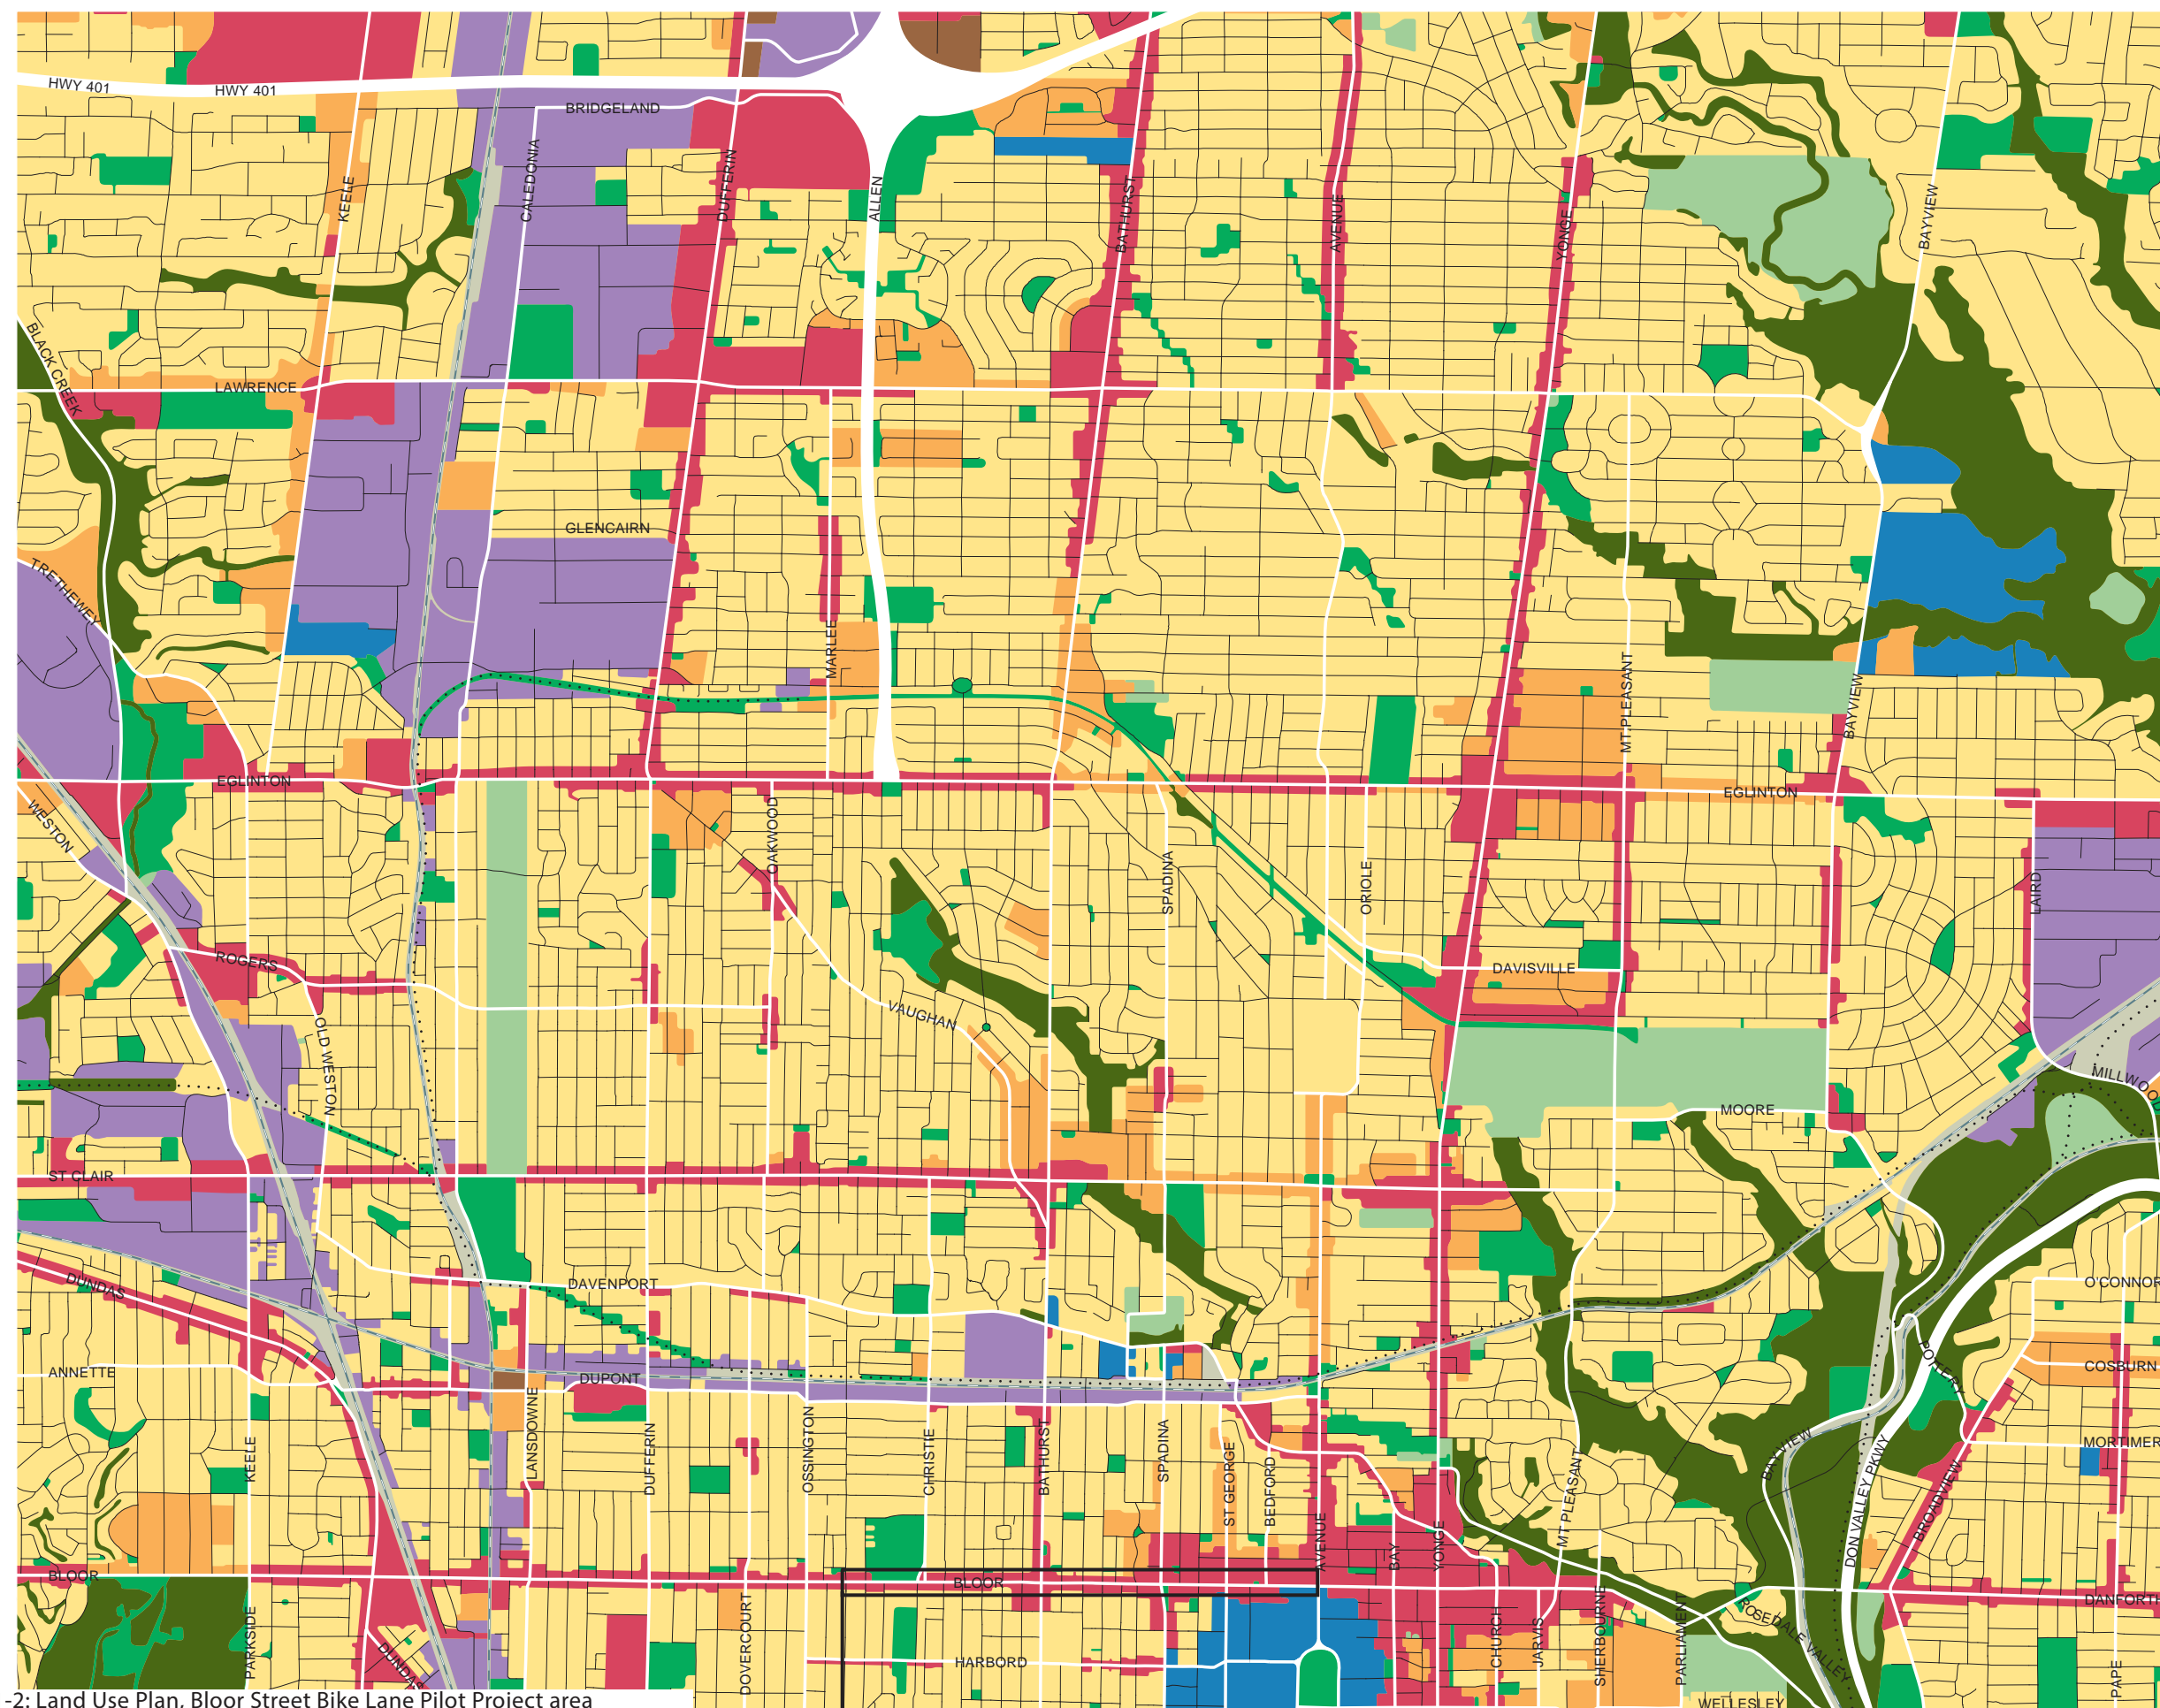 HWY 401
HWY 401
BRIDGELAND
KEELE
CALEDONIA
DUFFERIN
ALLEN
BATHURST
AVENUE
YONGE
BAYVIEW
BLACK CREEK
LAWRENCE
GLENCAIRN
TRETHEWEY
MARLEE
MT PLEASANT
BAYVIEW
EGLINTON
EGLINTON
WESTON
OAKWOOD
SPADINA
ORIOLE
LAIRD
ROGERS
DAVISVILLE
VAUGHAN
OLD WESTON
MILLWOO
MOORE
ST CLAIR
DUNDAS
DAVENPORT
O'CONNOR
ANNETTE
DUPONT
POTTERY
COSBURN
KEELE
LANSDOWNE
DUFFERIN
OSSINGTON
CHRISTIE
BATHURST
SPADINA
ST GEORGE
BEDFORD
AVENUE
BAY
YONGE
MT PLEASANT
BAYVIEW
DON VALLEY PKWY
BROADVIEW
MORTIMER
BLOOR
BLOOR
DANFORTH
PARKSIDE
DUNDAS
DOVERCOURT
HARBORD
CHURCH
JARVIS
SHERBOURNE
PARLIAMENT
ROSEDALE VALLEY
PAPE
WELLESLEY
-2: Land Use Plan, Bloor Street Bike Lane Pilot Project area